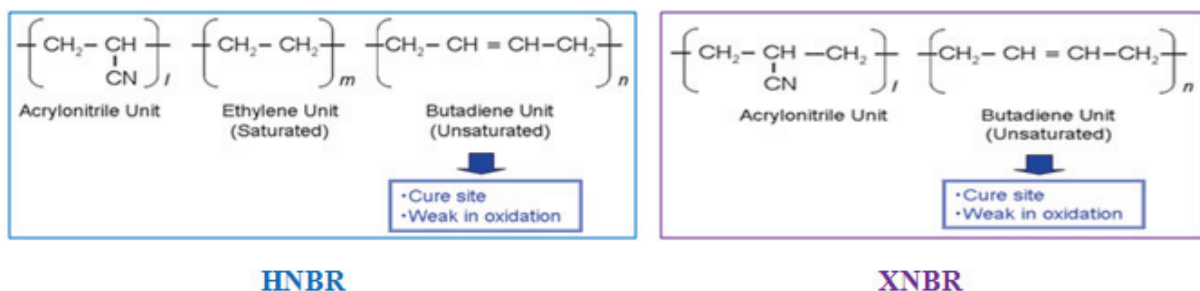 CH2 – CH CN l CH2 – CH2 m CH2 – CH = CH – CH2 n
Acrylonitrile Unit Ethylene Unit Butadiene Unit
(Saturated) (Unsaturated)
・Cure site
・Weak in oxidation
HNBR
CH2 – CH – CH2 CN l CH2 – CH = CH – CH2 n
Acrylonitrile Unit Butadiene Unit
(Unsaturated)
・Cure site
・Weak in oxidation
XNBR